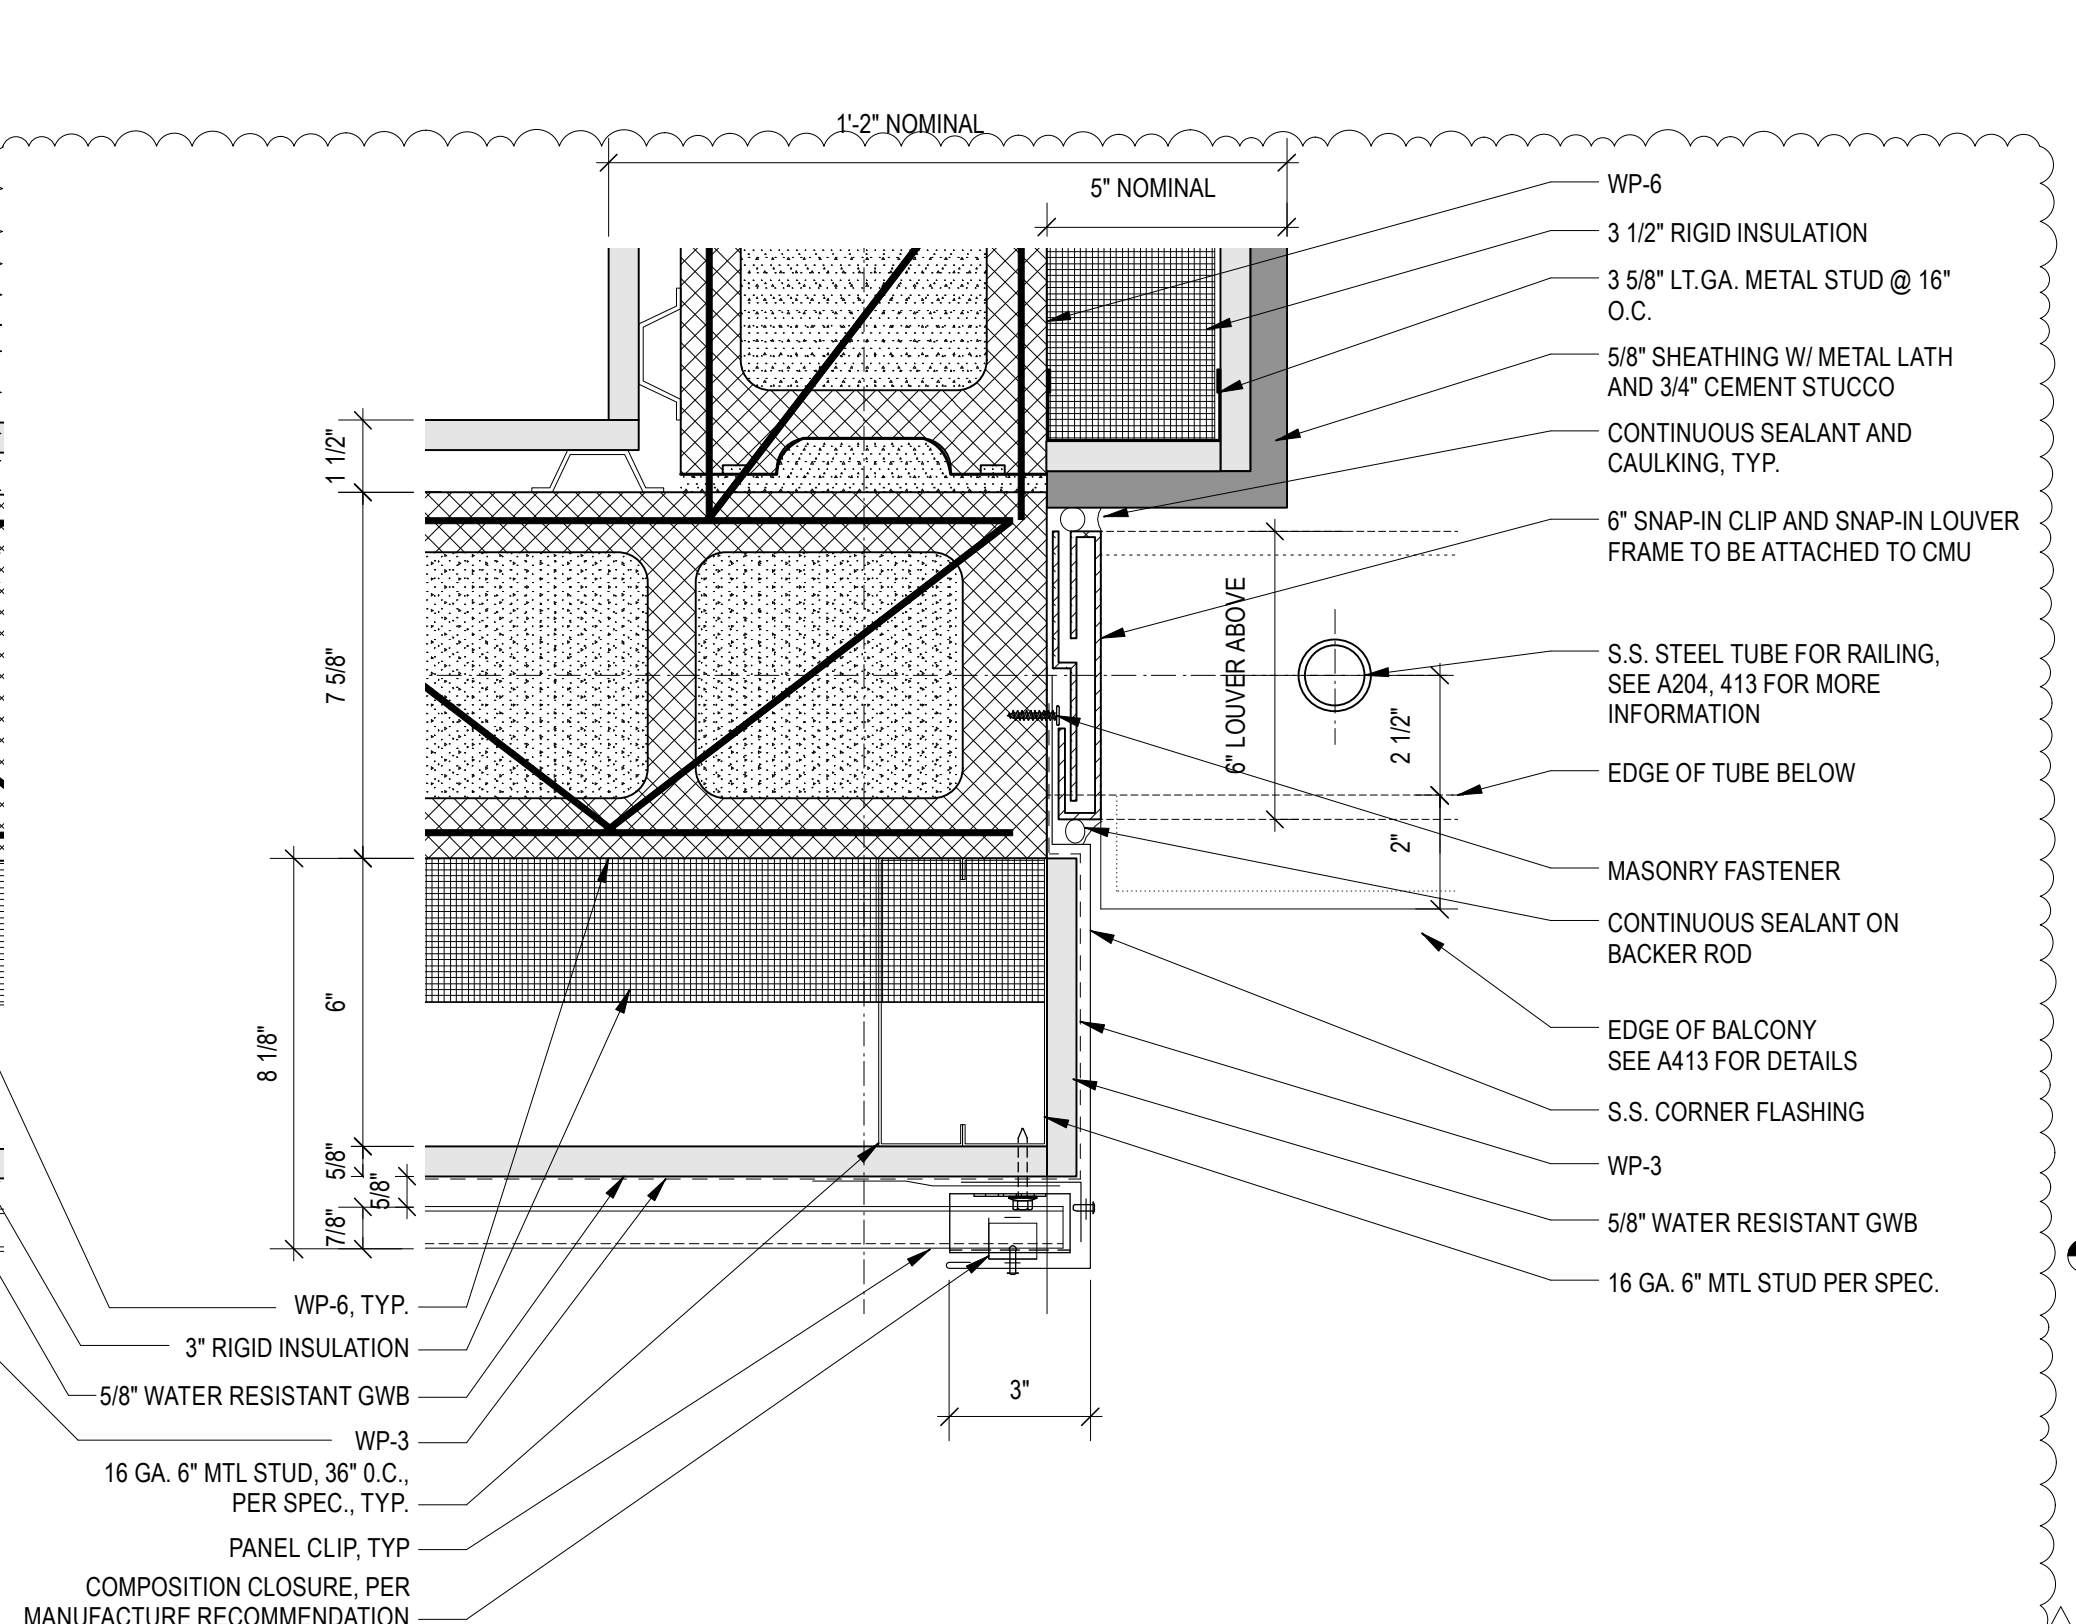 1'-2" NOMINAL
5" NOMINAL
WP-6
3 1/2" RIGID INSULATION
3 5/8" LT.GA. METAL STUD @ 16"
O.C.
5/8" SHEATHING W/ METAL LATH
AND 3/4" CEMENT STUCCO
CONTINUOUS SEALANT AND
CAULKING, TYP.
6" SNAP-IN CLIP AND SNAP-IN LOUVER
FRAME TO BE ATTACHED TO CMU
S.S. STEEL TUBE FOR RAILING,
SEE A204, 413 FOR MORE
INFORMATION
EDGE OF TUBE BELOW
MASONRY FASTENER
CONTINUOUS SEALANT ON
BACKER ROD
EDGE OF BALCONY
SEE A413 FOR DETAILS
S.S. CORNER FLASHING
WP-3
5/8" WATER RESISTANT GWB
16 GA. 6" MTL STUD PER SPEC.
6" LOUVER ABOVE
2 1/2"
2"
1 1/2"
7 5/8"
6"
8 1/8"
5/8"
5/8"
7/8"
3"
WP-6, TYP.
3" RIGID INSULATION
5/8" WATER RESISTANT GWB
WP-3
16 GA. 6" MTL STUD, 36" 0.C.,
PER SPEC., TYP.
PANEL CLIP, TYP
COMPOSITION CLOSURE, PER
MANUFACTURE RECOMMENDATION